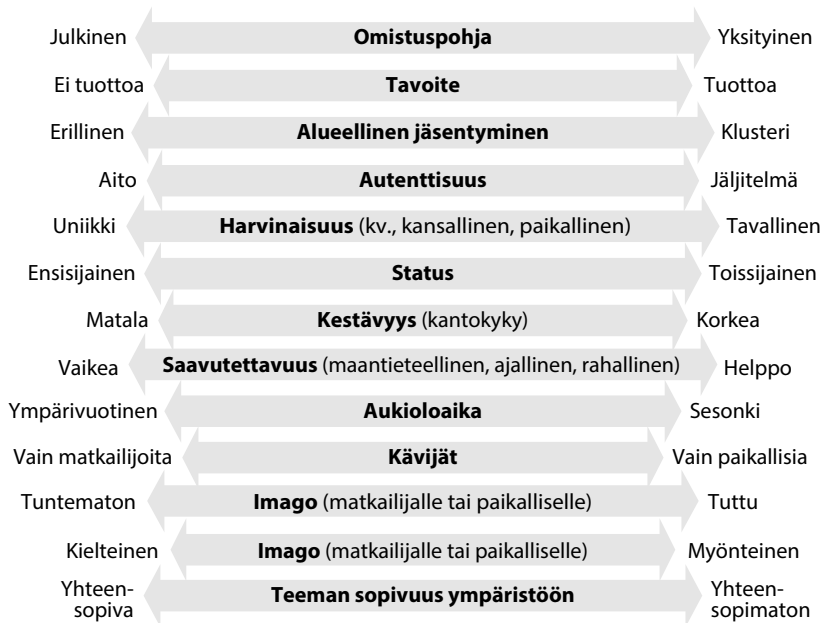 Julkinen Omistuspohja Yksityinen
Ei tuottoa Tavoite Tuottoa
Erillinen Alueellinen jäsentyminen Klusteri
Aito Autenttisuus Jäljitelmä
Uniikki Harvinaisuus (kv., kansallinen, paikallinen) Tavallinen
Ensisijainen Status Toissijainen
Matala Kestävyys (kantokyky) Korkea
Vaikea Saavutettavuus (maantieteellinen, ajallinen, rahallinen) Helppo
Ympärivuotinen Aukioloaika Sesonki
Vain matkailijoita Kävijät Vain paikallisia
Tuntematon Imago (matkailijalle tai paikalliselle) Tuttu
Kielteinen Imago (matkailijalle tai paikalliselle) Myönteinen
Yhteen-
sopiva
Teeman sopivuus ympäristöön
Yhteen-
sopimaton